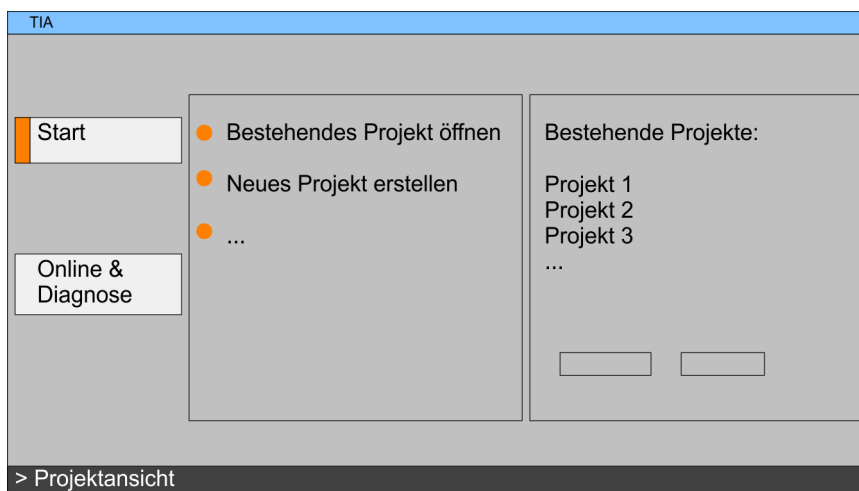 TIA
Start
Online &
Diagnose
Bestehendes Projekt öffnen
Neues Projekt erstellen
...
Bestehende Projekte:
Projekt 1
Projekt 2
Projekt 3
...
> Projektansicht